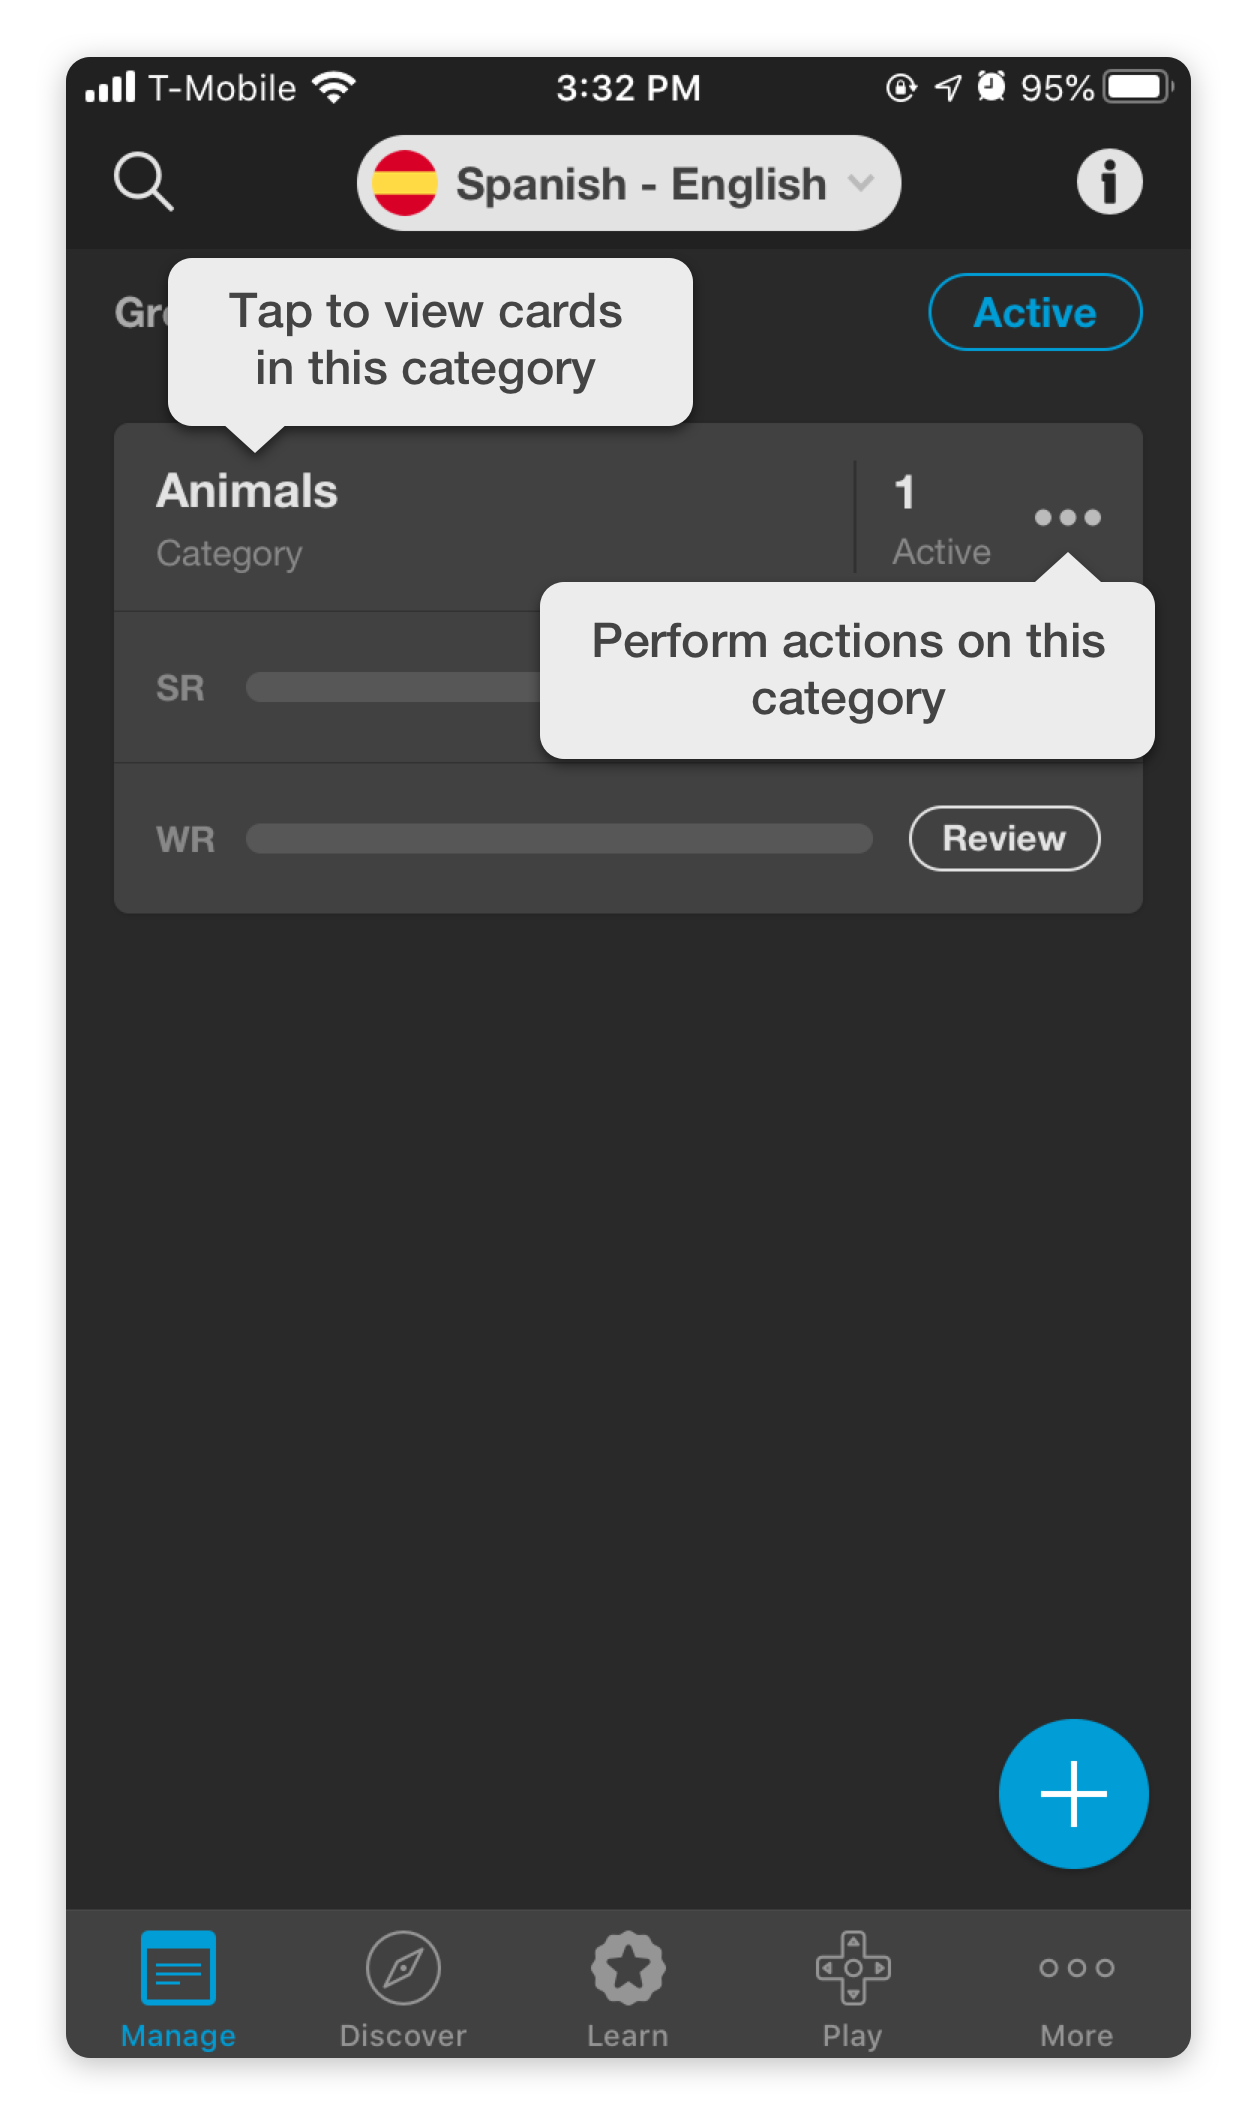 T-Mobile 3:32 PM 95%
Spanish - English
Tap to view cards
in this category
Active
Animals
Category
1
Active
Perform actions on this
category
SR
WR
Review
Manage Discover Learn Play More